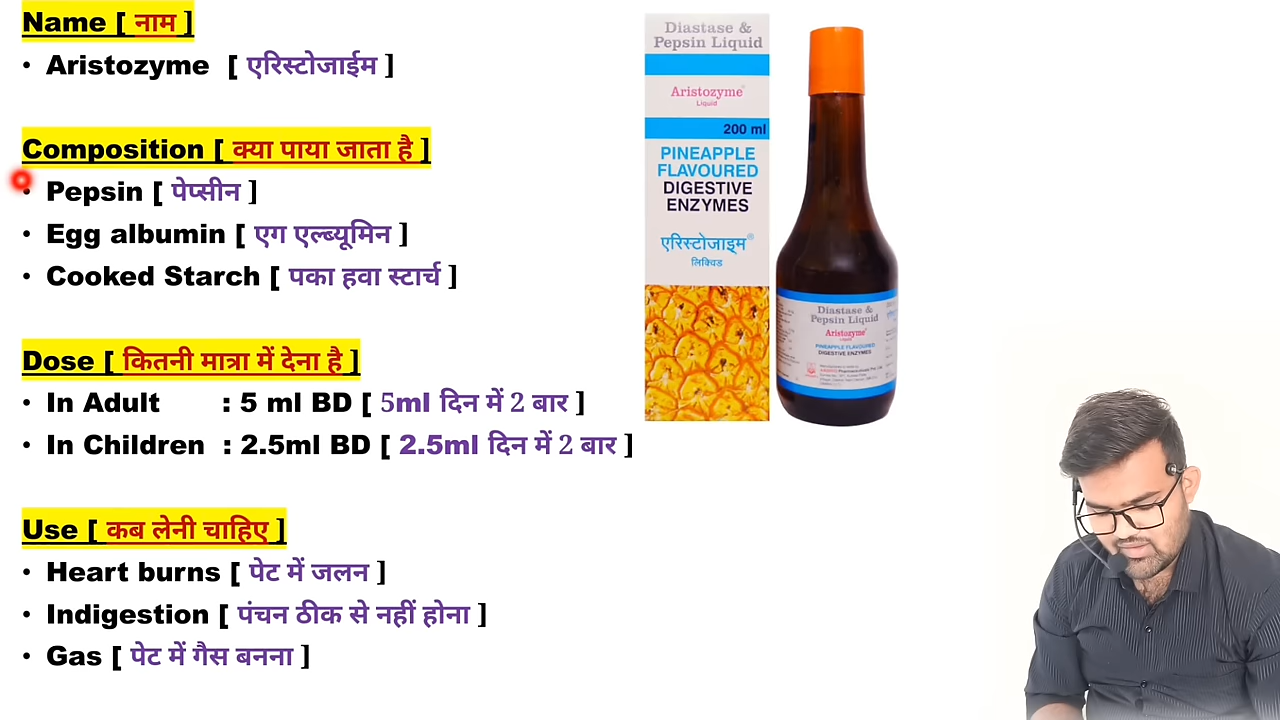 Name [ नाम ]
• Aristozyme [ एरिस्टोजाईम ]
Composition [ क्या पाया जाता है ]
• Pepsin [ पेप्सीन ]
• Egg albumin [ एग एल्ब्यूमिन ]
• Cooked Starch [ पका हवा स्टार्च ]
Dose [ कितनी मात्रा में देना है ]
• In Adult : 5 ml BD [ 5ml दिन में 2 बार ]
• In Children : 2.5ml BD [ 2.5ml दिन में 2 बार ]
Use [ कब लेनी चाहिए ]
• Heart burns [ पेट में जलन ]
• Indigestion [ पंचन ठीक से नहीं होना ]
• Gas [ पेट में गैस बनना ]
Diastase &
Pepsin Liquid
Aristozyme
Liquid
200 ml
PINEAPPLE
FLAVOURED
DIGESTIVE
ENZYMES
एरिस्टोजाइम®
लिक्विड
Diastase &
Pepsin Liquid
Aristozyme
Liquid
PINEAPPLE FLAVOURED
DIGESTIVE ENZYMES